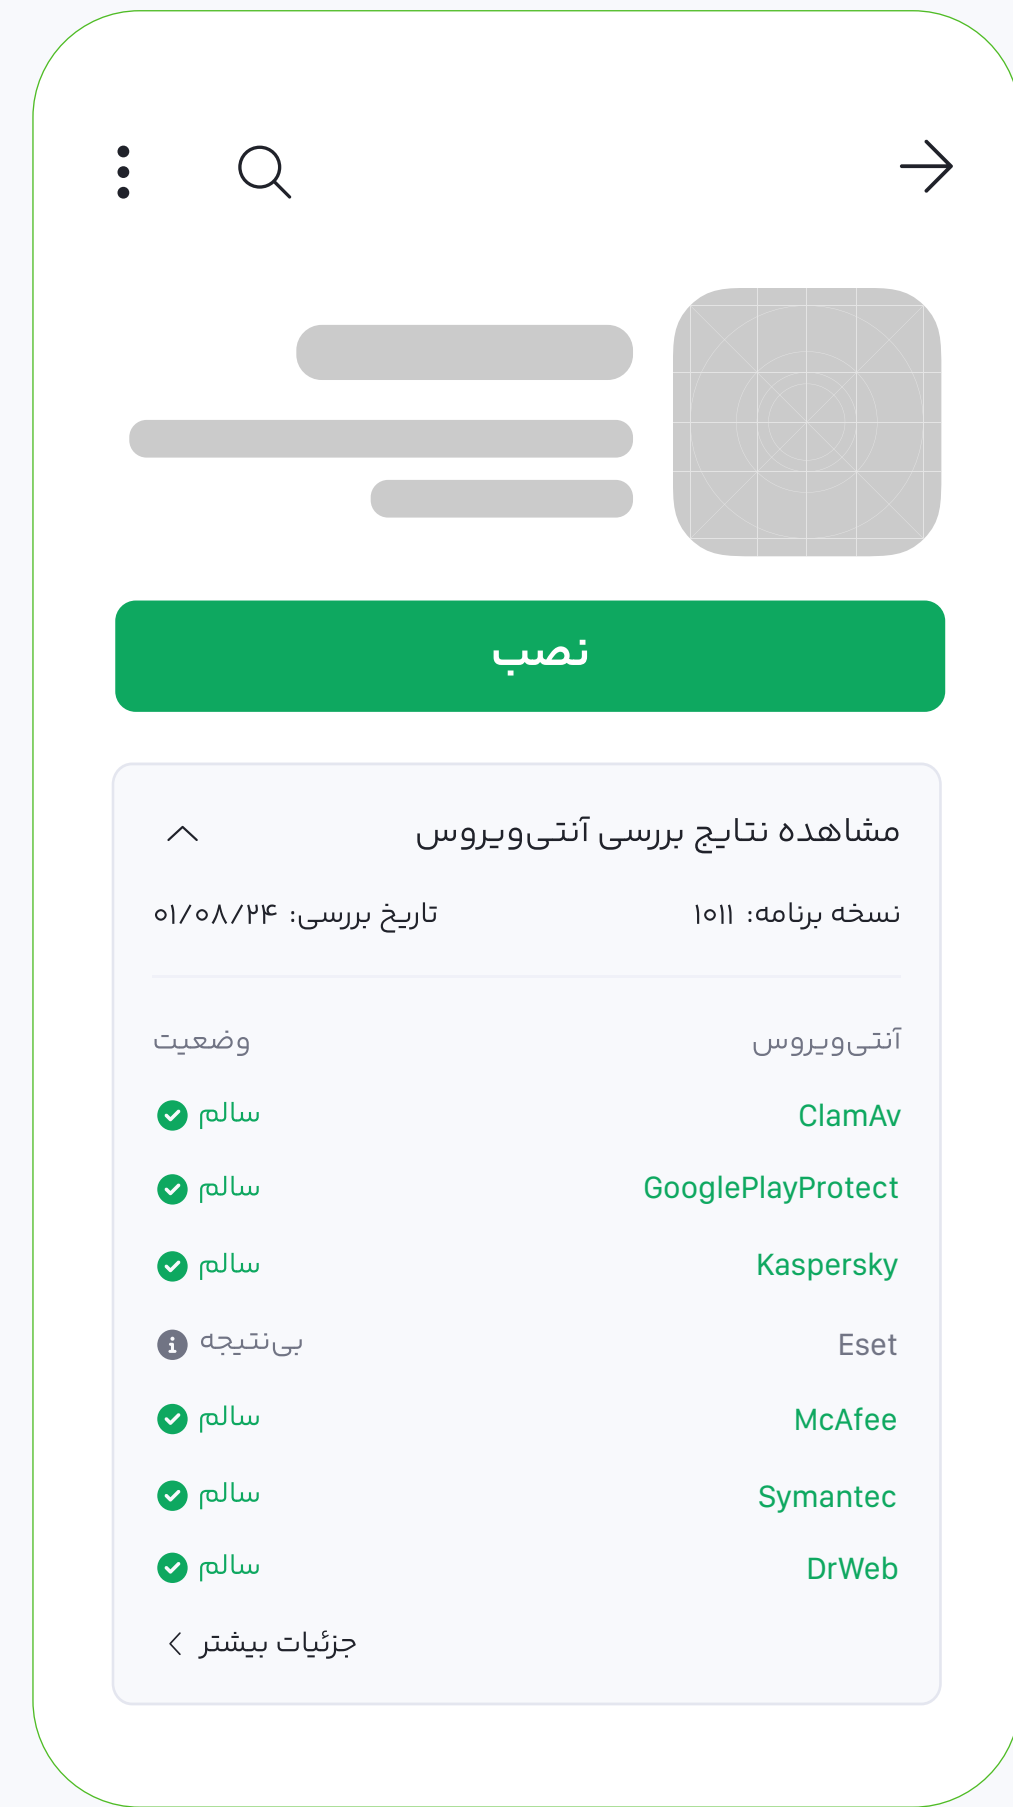 نصب
مشاهده نتایج بررسی آنتی‌ویروس
نسخه برنامه: ۱۰۱۱ تاریخ بررسی: ۰۱/۰۸/۲۴
آنتی‌ویروس وضعیت
ClamAv سالم
GooglePlayProtect سالم
Kaspersky سالم
Eset بی‌نتیجه
McAfee سالم
Symantec سالم
DrWeb سالم
جزئیات بیشتر